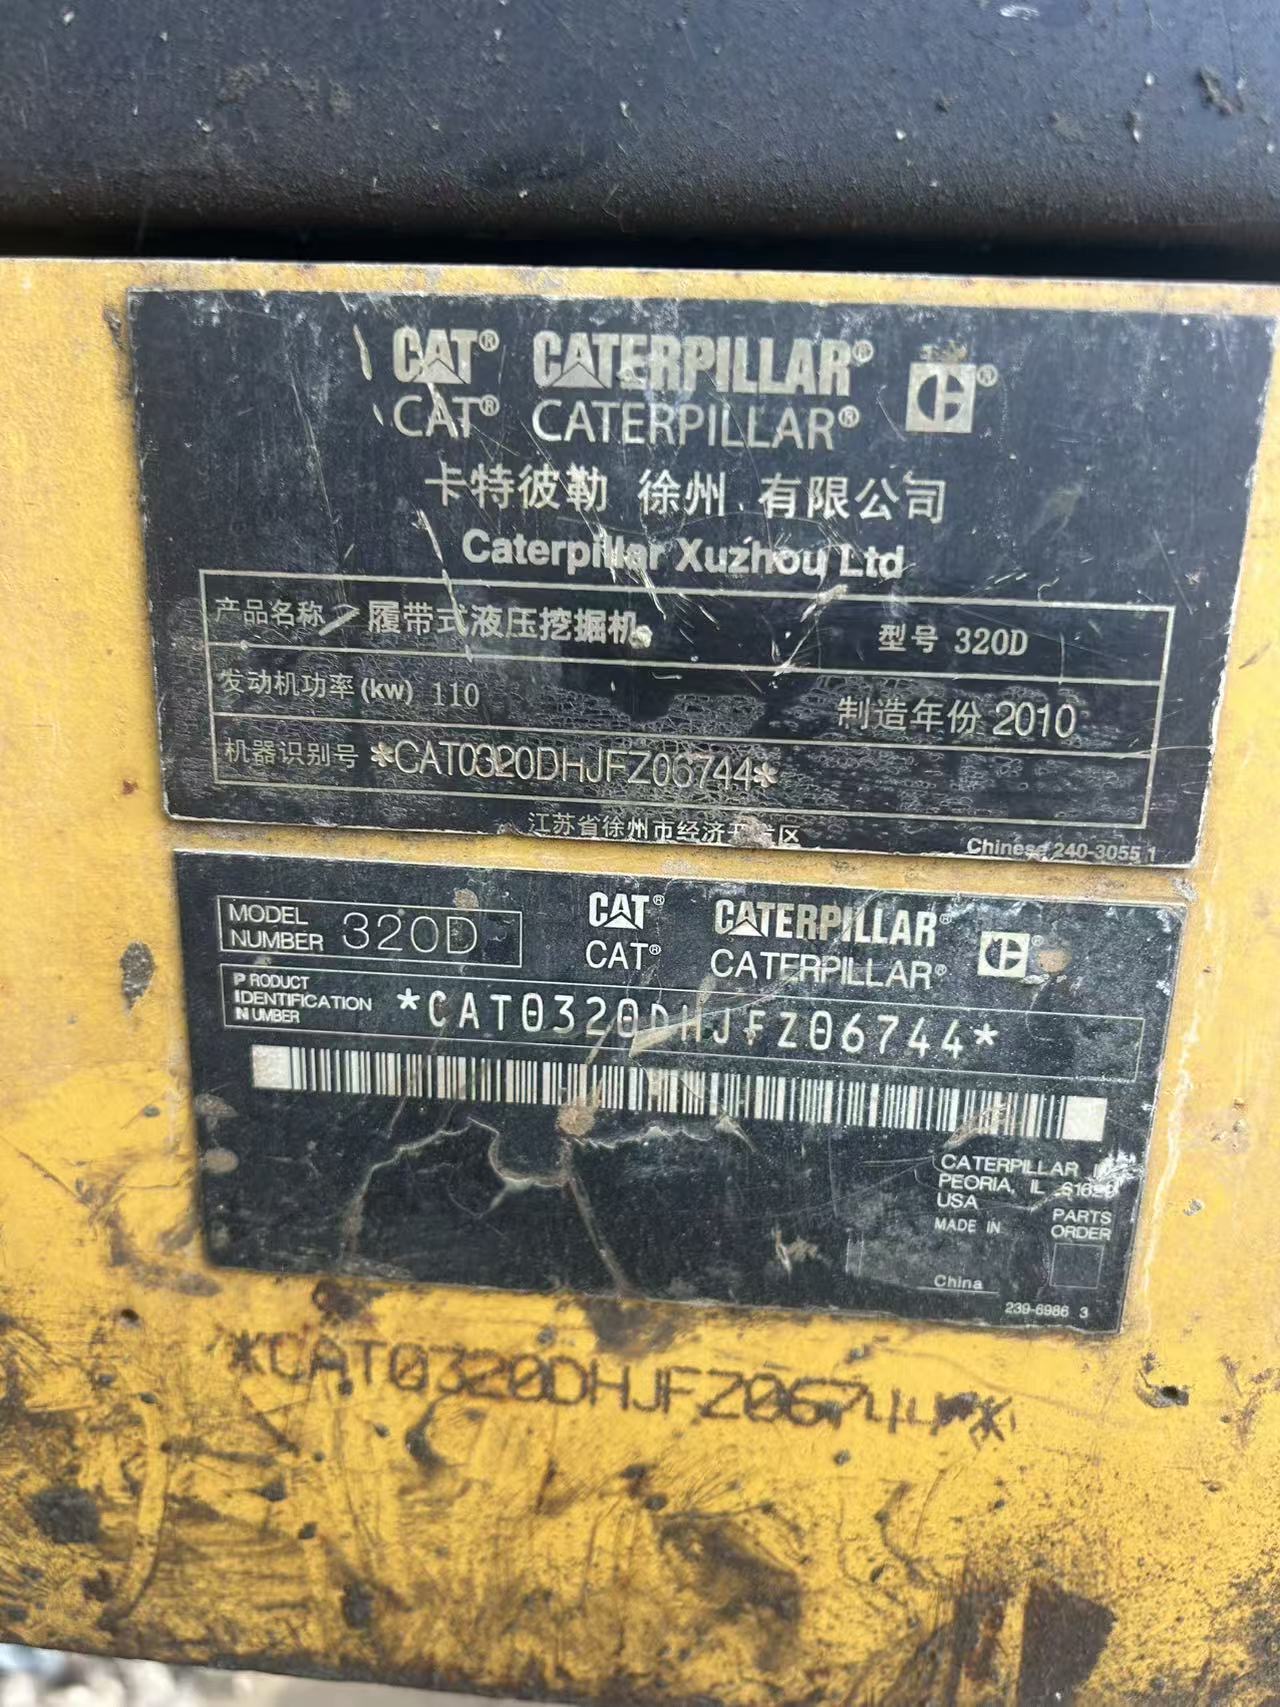 CAT® CATERPILLAR® ®
CAT® CATERPILLAR®
卡特彼勒 徐州 有限公司
Caterpillar Xuzhou Ltd
产品名称 履带式液压挖掘机 型号 320D
发动机功率(kw) 110 制造年份 2010
机器识别号 *CAT0320DHJFZ06744*
江苏省徐州市经济开发区
Chinese 240-3055 1
MODEL NUMBER 320D
CAT® CATERPILLAR® ®
CAT® CATERPILLAR®
PRODUCT IDENTIFICATION NUMBER *CAT0320DHJFZ06744*
CATERPILLAR
PEORIA, IL 61629
USA
MADE IN China
PARTS ORDER
239-6986 3
*CAT0320DHJFZ06744*